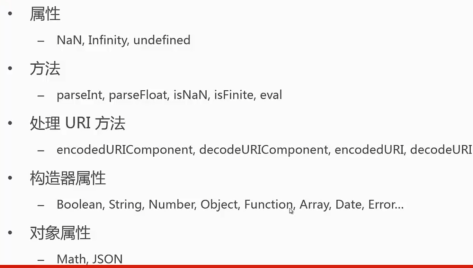 • 属性
– NaN, Infinity, undefined
• 方法
– parseInt, parseFloat, isNaN, isFinite, eval
• 处理 URI 方法
– encodedURIComponent, decodeURIComponent, encodedURI, decodeURI
• 构造器属性
– Boolean, String, Number, Object, Function, Array, Date, Error...
• 对象属性
– Math, JSON